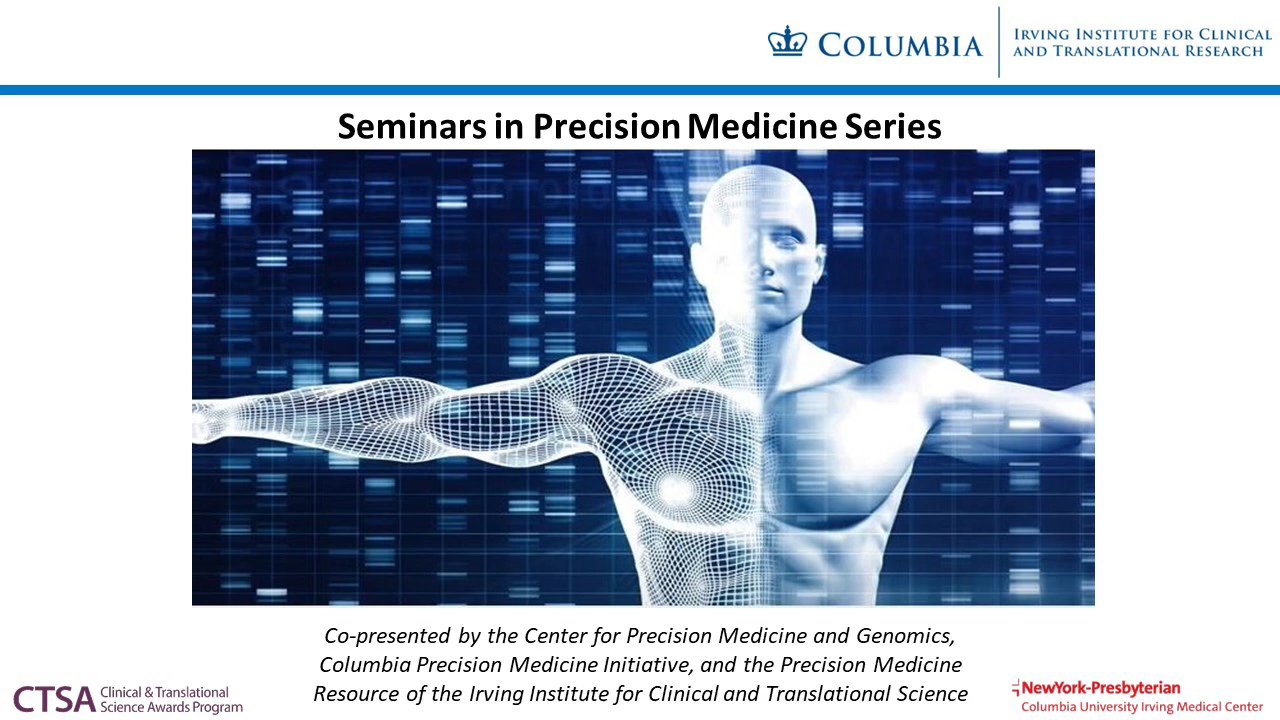 COLUMBIA
IRVING INSTITUTE FOR CLINICAL
AND TRANSLATIONAL RESEARCH
Seminars in Precision Medicine Series
Co-presented by the Center for Precision Medicine and Genomics,
Columbia Precision Medicine Initiative, and the Precision Medicine
Resource of the Irving Institute for Clinical and Translational Science
CTSA
Clinical & Translational
Science Awards Program
NewYork-Presbyterian
Columbia University Irving Medical Center